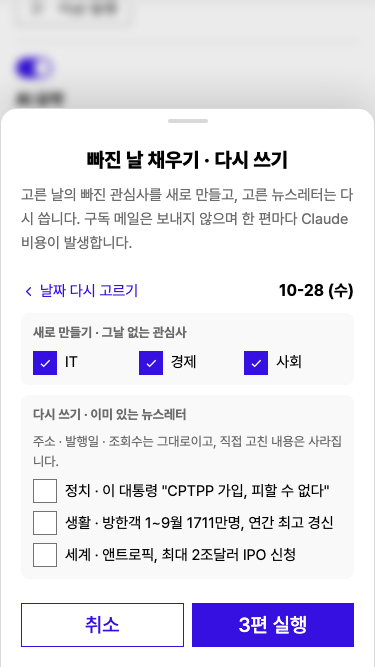 빠진 날 채우기 · 다시 쓰기
고른 날의 빠진 관심사를 새로 만들고, 고른 뉴스레터는 다
시 씁니다. 구독 메일은 보내지 않으며 한 편마다 Claude
비용이 발생합니다.
날짜 다시 고르기
10-28 (수)
새로 만들기 · 그날 없는 관심사
IT
경제
사회
다시 쓰기 · 이미 있는 뉴스레터
주소 · 발행일 · 조회수는 그대로이고, 직접 고친 내용은 사라집
니다.
정치 · 이 대통령 "CPTPP 가입, 피할 수 없다"
생활 · 방한객 1~9월 1711만명, 연간 최고 경신
세계 · 앤트로픽, 최대 2조달러 IPO 신청
취소
3편 실행